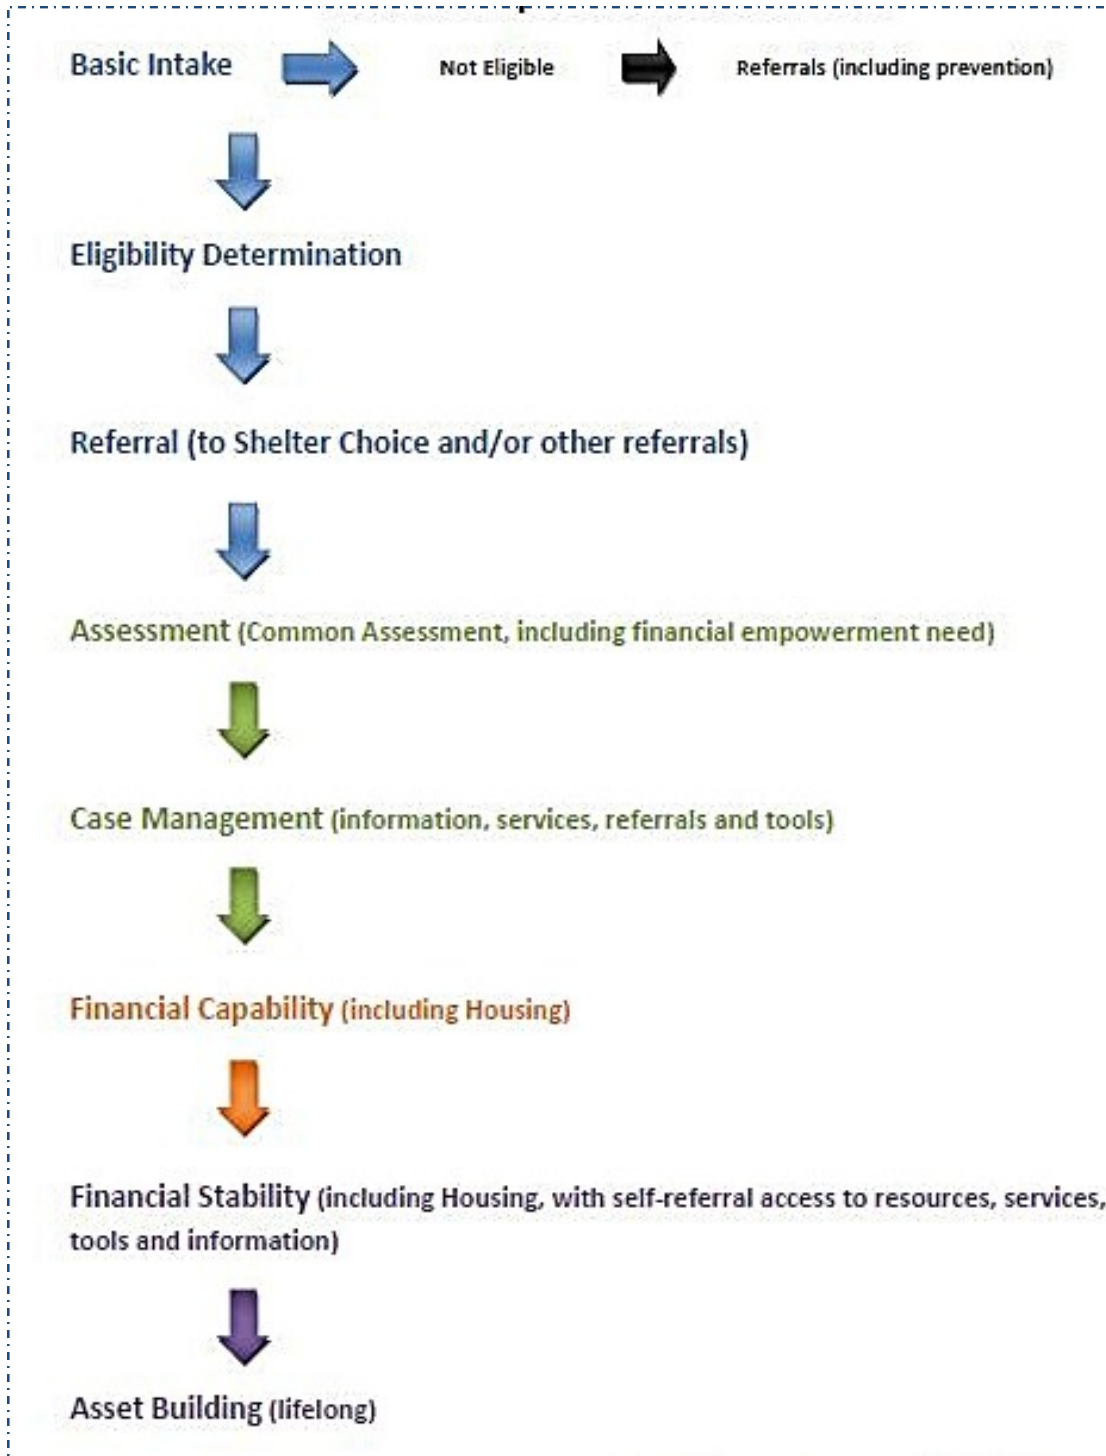 Basic Intake Not Eligible Referrals (including prevention)
Eligibility Determination
Referral (to Shelter Choice and/or other referrals)
Assessment (Common Assessment, including financial empowerment need)
Case Management (information, services, referrals and tools)
Financial Capability (including Housing)
Financial Stability (including Housing, with self-referral access to resources, services,
tools and information)
Asset Building (lifelong)